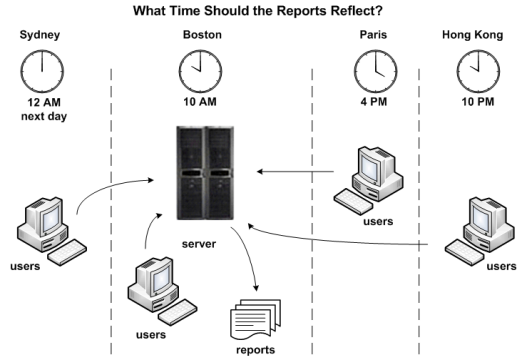 What Time Should the Reports Reflect?
Sydney
Boston
Paris
Hong Kong
12 AM
next day
10 AM
4 PM
10 PM
users
server
users
users
users
reports